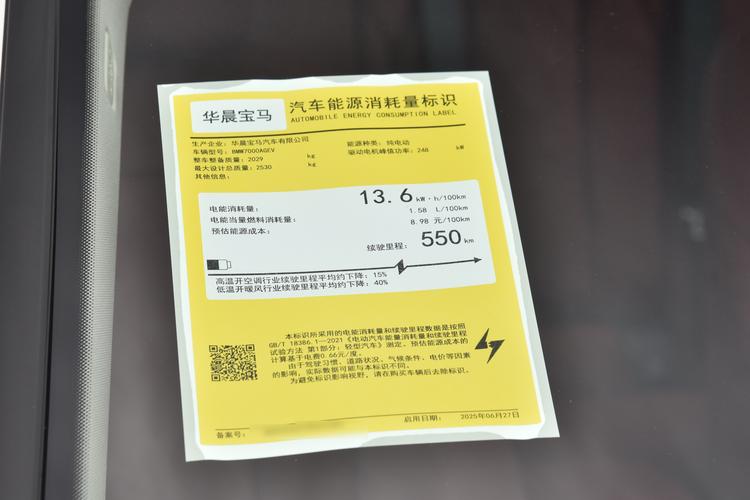 华晨宝马
汽车能源消耗量标识
AUTOMOBILE ENERGY CONSUMPTION LABEL
生产企业：华晨宝马汽车有限公司
车辆型号：BMW7000AGEV 能源种类：纯电动
整车整备质量：2029 kg 驱动电机峰值功率：248 kW
最大设计总质量：2530 kg
其他信息：
电能消耗量： 13.6 kW·h/100km
电能当量燃料消耗量： 1.58 L/100km
预估能源成本： 8.98 元/100km
续驶里程： 550 km
高温开空调行业续驶里程平均约下降：15%
低温开暖风行业续驶里程平均约下降：40%
本标识所采用的电能消耗量和续驶里程数据是按照
GB/T 18386.1—2021《电动汽车能量消耗量和续驶里程
试验方法 第1部分：轻型汽车》测定。预估能源成本的
计算基于电费0.66元/度。
由于驾驶习惯、道路状况、气候条件、电价等因素
的影响，实际数据可能与本标识不同。
为避免标识影响视野，请在购买车辆后去除标识。
备案号：
启用日期： 2025年06月27日